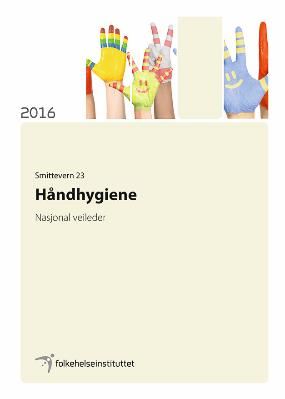 2016
Smittevern 23
Håndhygiene
Nasjonal veileder
folkehelseinstituttet